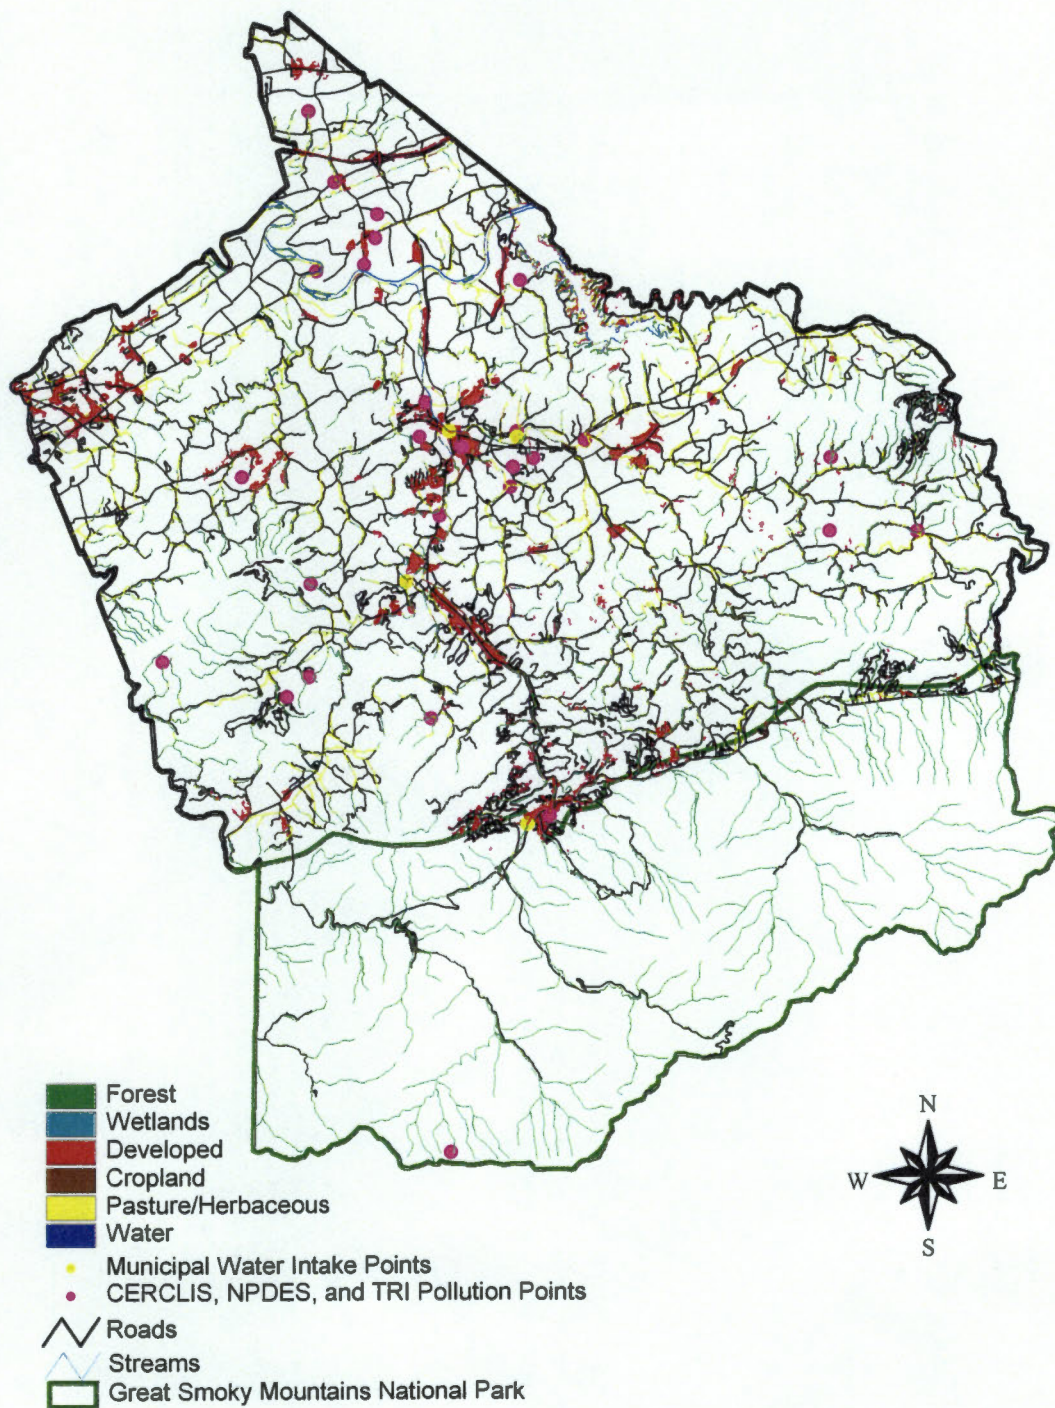 Forest
Wetlands
Developed
Cropland
Pasture/Herbaceous
Water
Municipal Water Intake Points
CERCLIS, NPDES, and TRI Pollution Points
Roads
Streams
Great Smoky Mountains National Park
N
W E
S